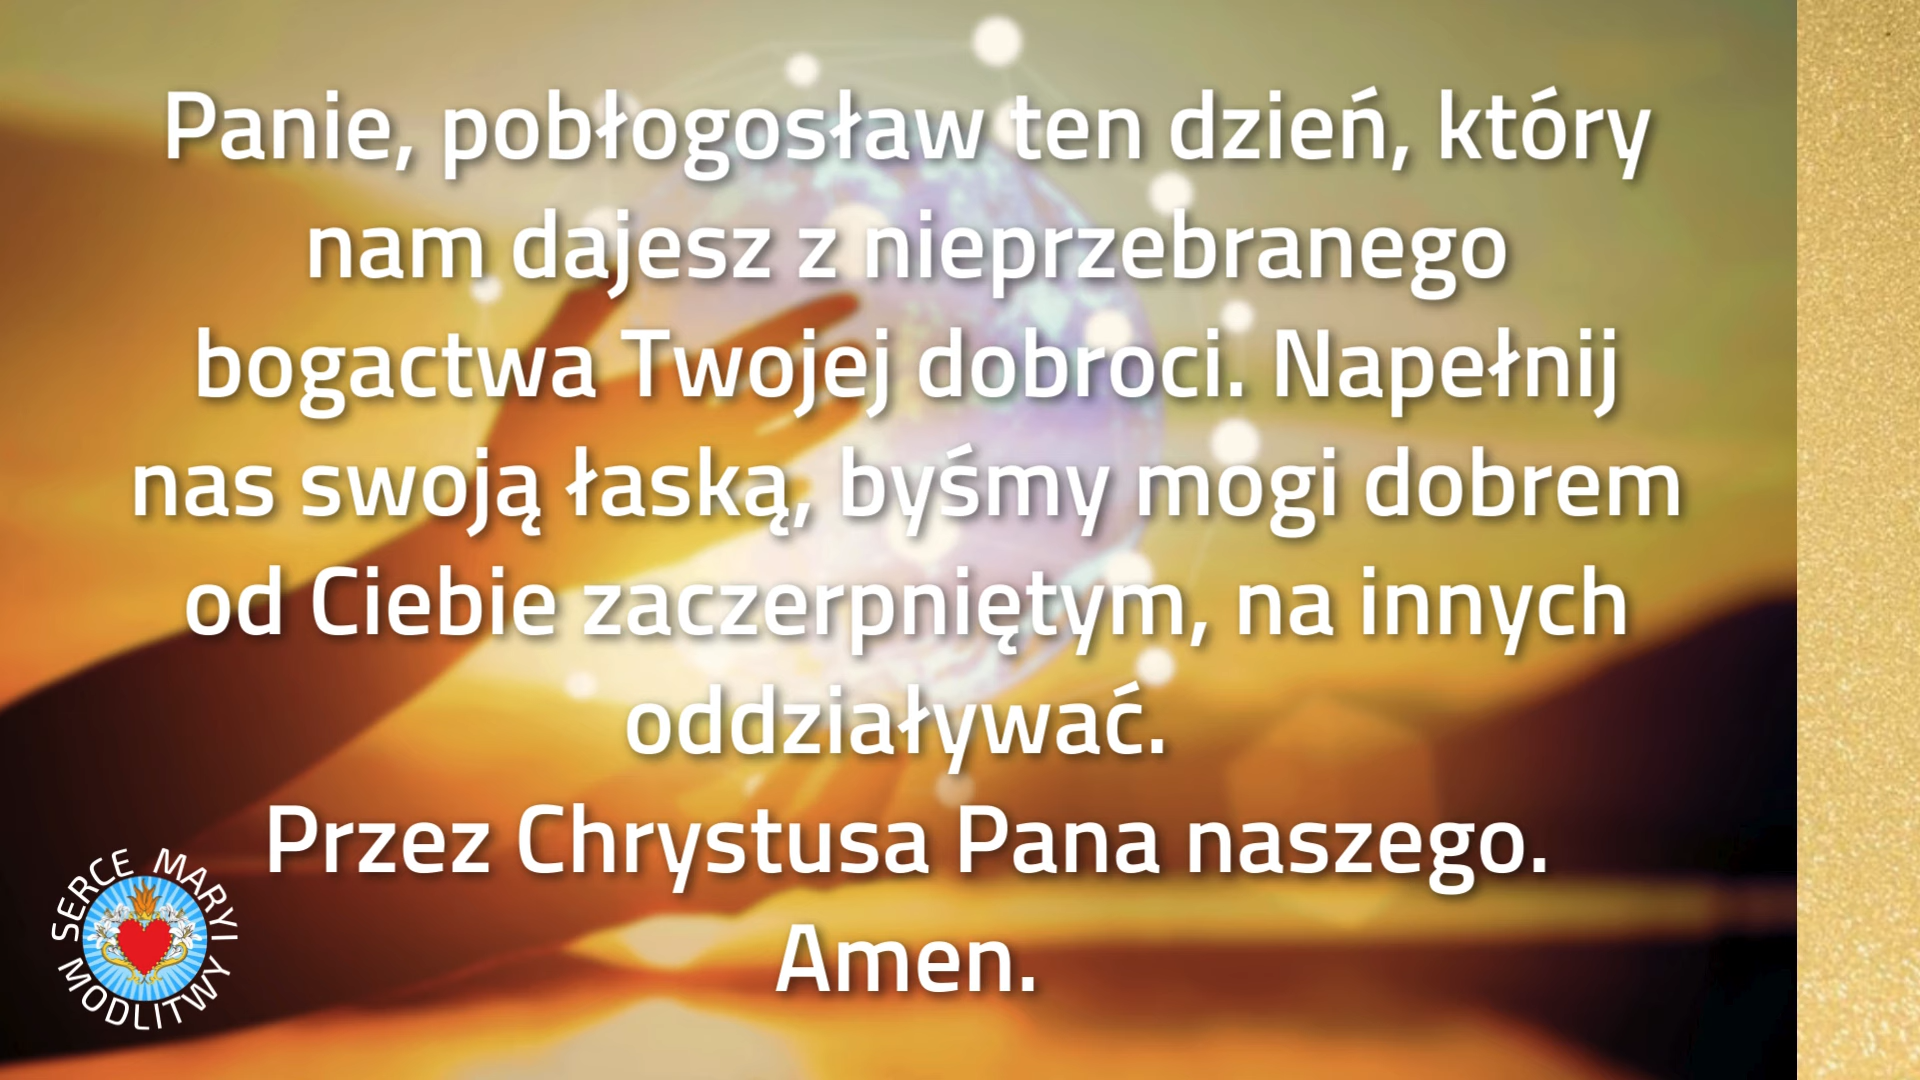 Panie, pobłogosław ten dzień, który
nam dajesz z nieprzebranego
bogactwa Twojej dobroci. Napełnij
nas swoją łaską, byśmy mogi dobrem
od Ciebie zaczerpniętym, na innych
oddziaływać.
Przez Chrystusa Pana naszego.
Amen.
SERCE MARYI
MODLITWY